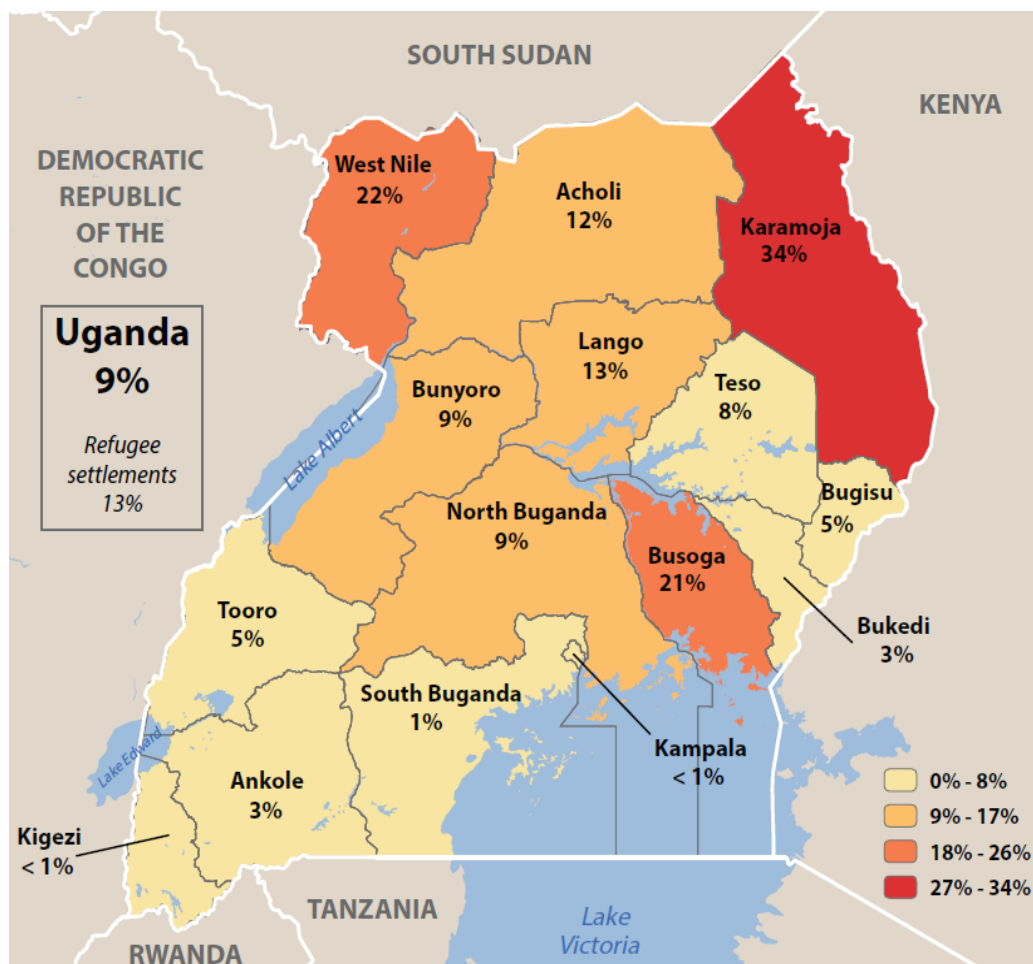 SOUTH SUDAN
KENYA
DEMOCRATIC
REPUBLIC
OF THE
CONGO
West Nile
22%
Acholi
12%
Karamoja
34%
Uganda
9%
Refugee
settlements
13%
Lango
13%
Teso
8%
Bunyoro
9%
Lake Albert
Bugisu
5%
North Buganda
9%
Busoga
21%
Tooro
5%
Bukedi
3%
South Buganda
1%
Kampala
< 1%
Lake Edward
Ankole
3%
Kigezi
< 1%
0% - 8%
9% - 17%
18% - 26%
27% - 34%
TANZANIA
RWANDA
Lake
Victoria